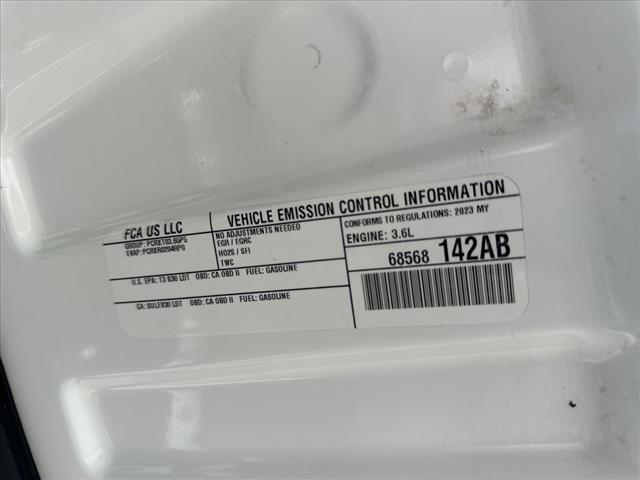 FCA US LLC
GROUP: PCRXT03.65P5
EVAP: PCRXR0204RP0
VEHICLE EMISSION CONTROL INFORMATION
NO ADJUSTMENTS NEEDED
EGR / EGRC
HO2S / SFI
TWC
CONFORMS TO REGULATIONS: 2023 MY
ENGINE: 3.6L
U.S. EPA: T3 B30 LDT OBD: CA OBD II FUEL: GASOLINE
CA: SULEV30 LDT OBD: CA OBD II FUEL: GASOLINE
68568 142AB